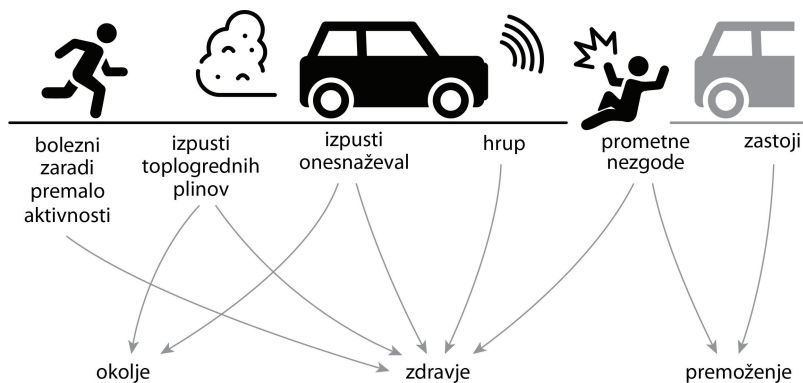 bolezni
zaradi
premalo
aktivnosti
izpusti
toplogrednih
plinov
izpusti
onesnaževal
hrup
prometne
nezgode
zastoji
okolje
zdravje
premoženje